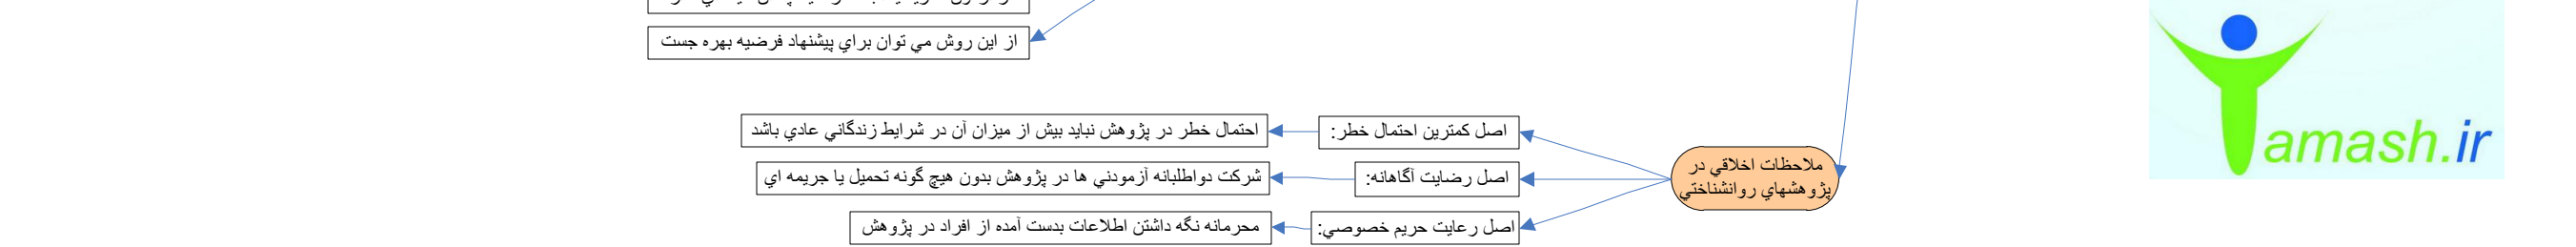 از اين روش مي توان براي پيشنهاد فرضيه بهره جست
ملاحظات اخلاقي در
پژوهشهاي روانشناختي
اصل کمترين احتمال خطر:
احتمال خطر در پژوهش نبايد بيش از ميزان آن در شرايط زندگاني عادي باشد
اصل رضايت آگاهانه:
شرکت دواطلبانه آزمودني ها در پژوهش بدون هيچ گونه تحميل يا جريمه اي
اصل رعايت حريم خصوصي:
محرمانه نگه داشتن اطلاعات بدست آمده از افراد در پژوهش
Yamash.ir